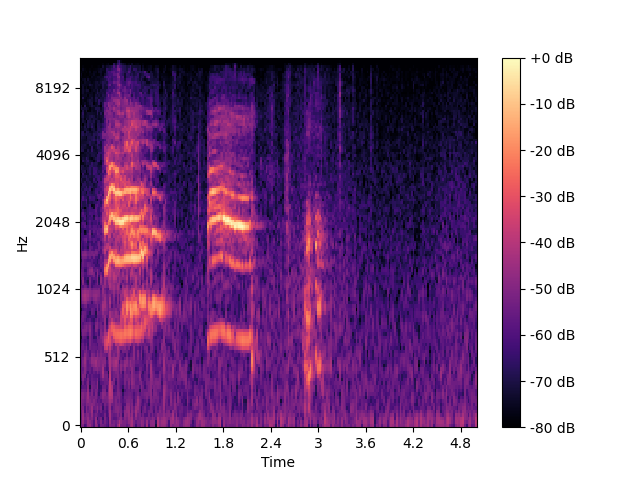 8192
4096
2048
1024
512
0
Hz
0 0.6 1.2 1.8 2.4 3 3.6 4.2 4.8
Time
+0 dB
-10 dB
-20 dB
-30 dB
-40 dB
-50 dB
-60 dB
-70 dB
-80 dB